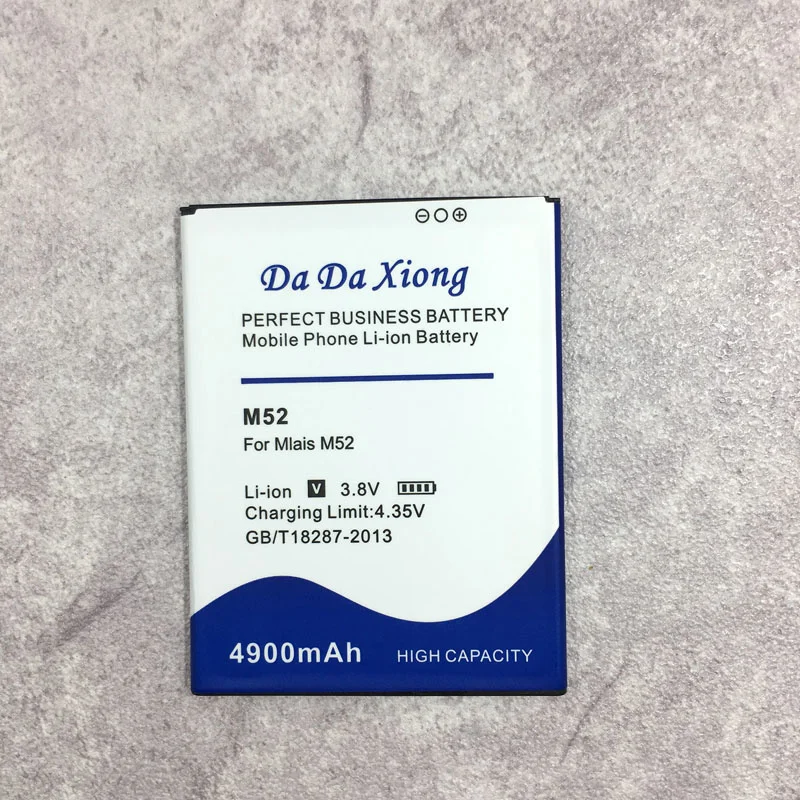 Da Da Xiong
PERFECT BUSINESS BATTERY
Mobile Phone Li-ion Battery
M52
For Mlais M52
Li-ion V 3.8V
Charging Limit:4.35V
GB/T18287-2013
4900mAh HIGH CAPACITY